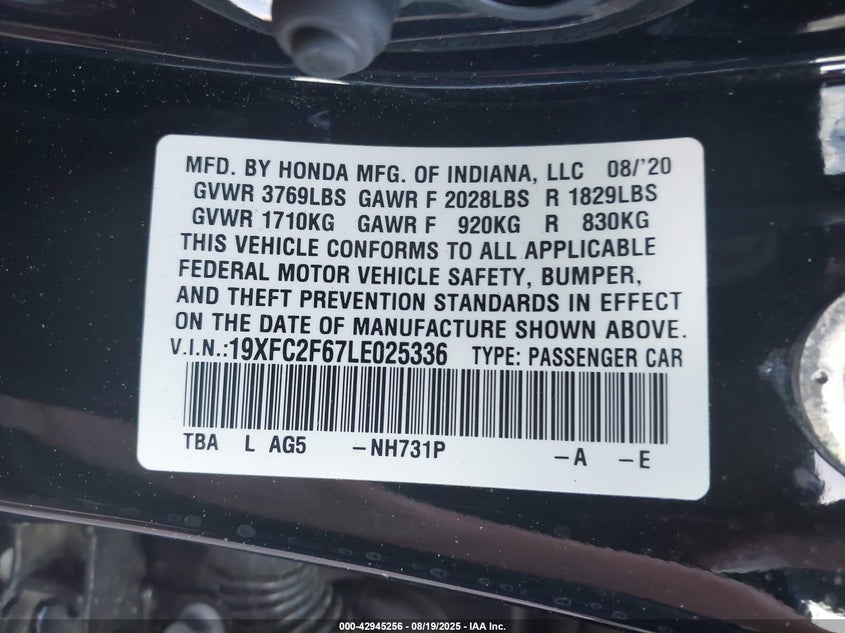 MFD. BY HONDA MFG. OF INDIANA, LLC 08/'20
GVWR 3769LBS GAWR F 2028LBS R 1829LBS
GVWR 1710KG GAWR F 920KG R 830KG
THIS VEHICLE CONFORMS TO ALL APPLICABLE
FEDERAL MOTOR VEHICLE SAFETY, BUMPER,
AND THEFT PREVENTION STANDARDS IN EFFECT
ON THE DATE OF MANUFACTURE SHOWN ABOVE.
V.I.N.:19XFC2F67LE025336 TYPE: PASSENGER CAR
TBA L AG5 -NH731P -A -E
000-42945256 - 08/19/2025 - IAA Inc.